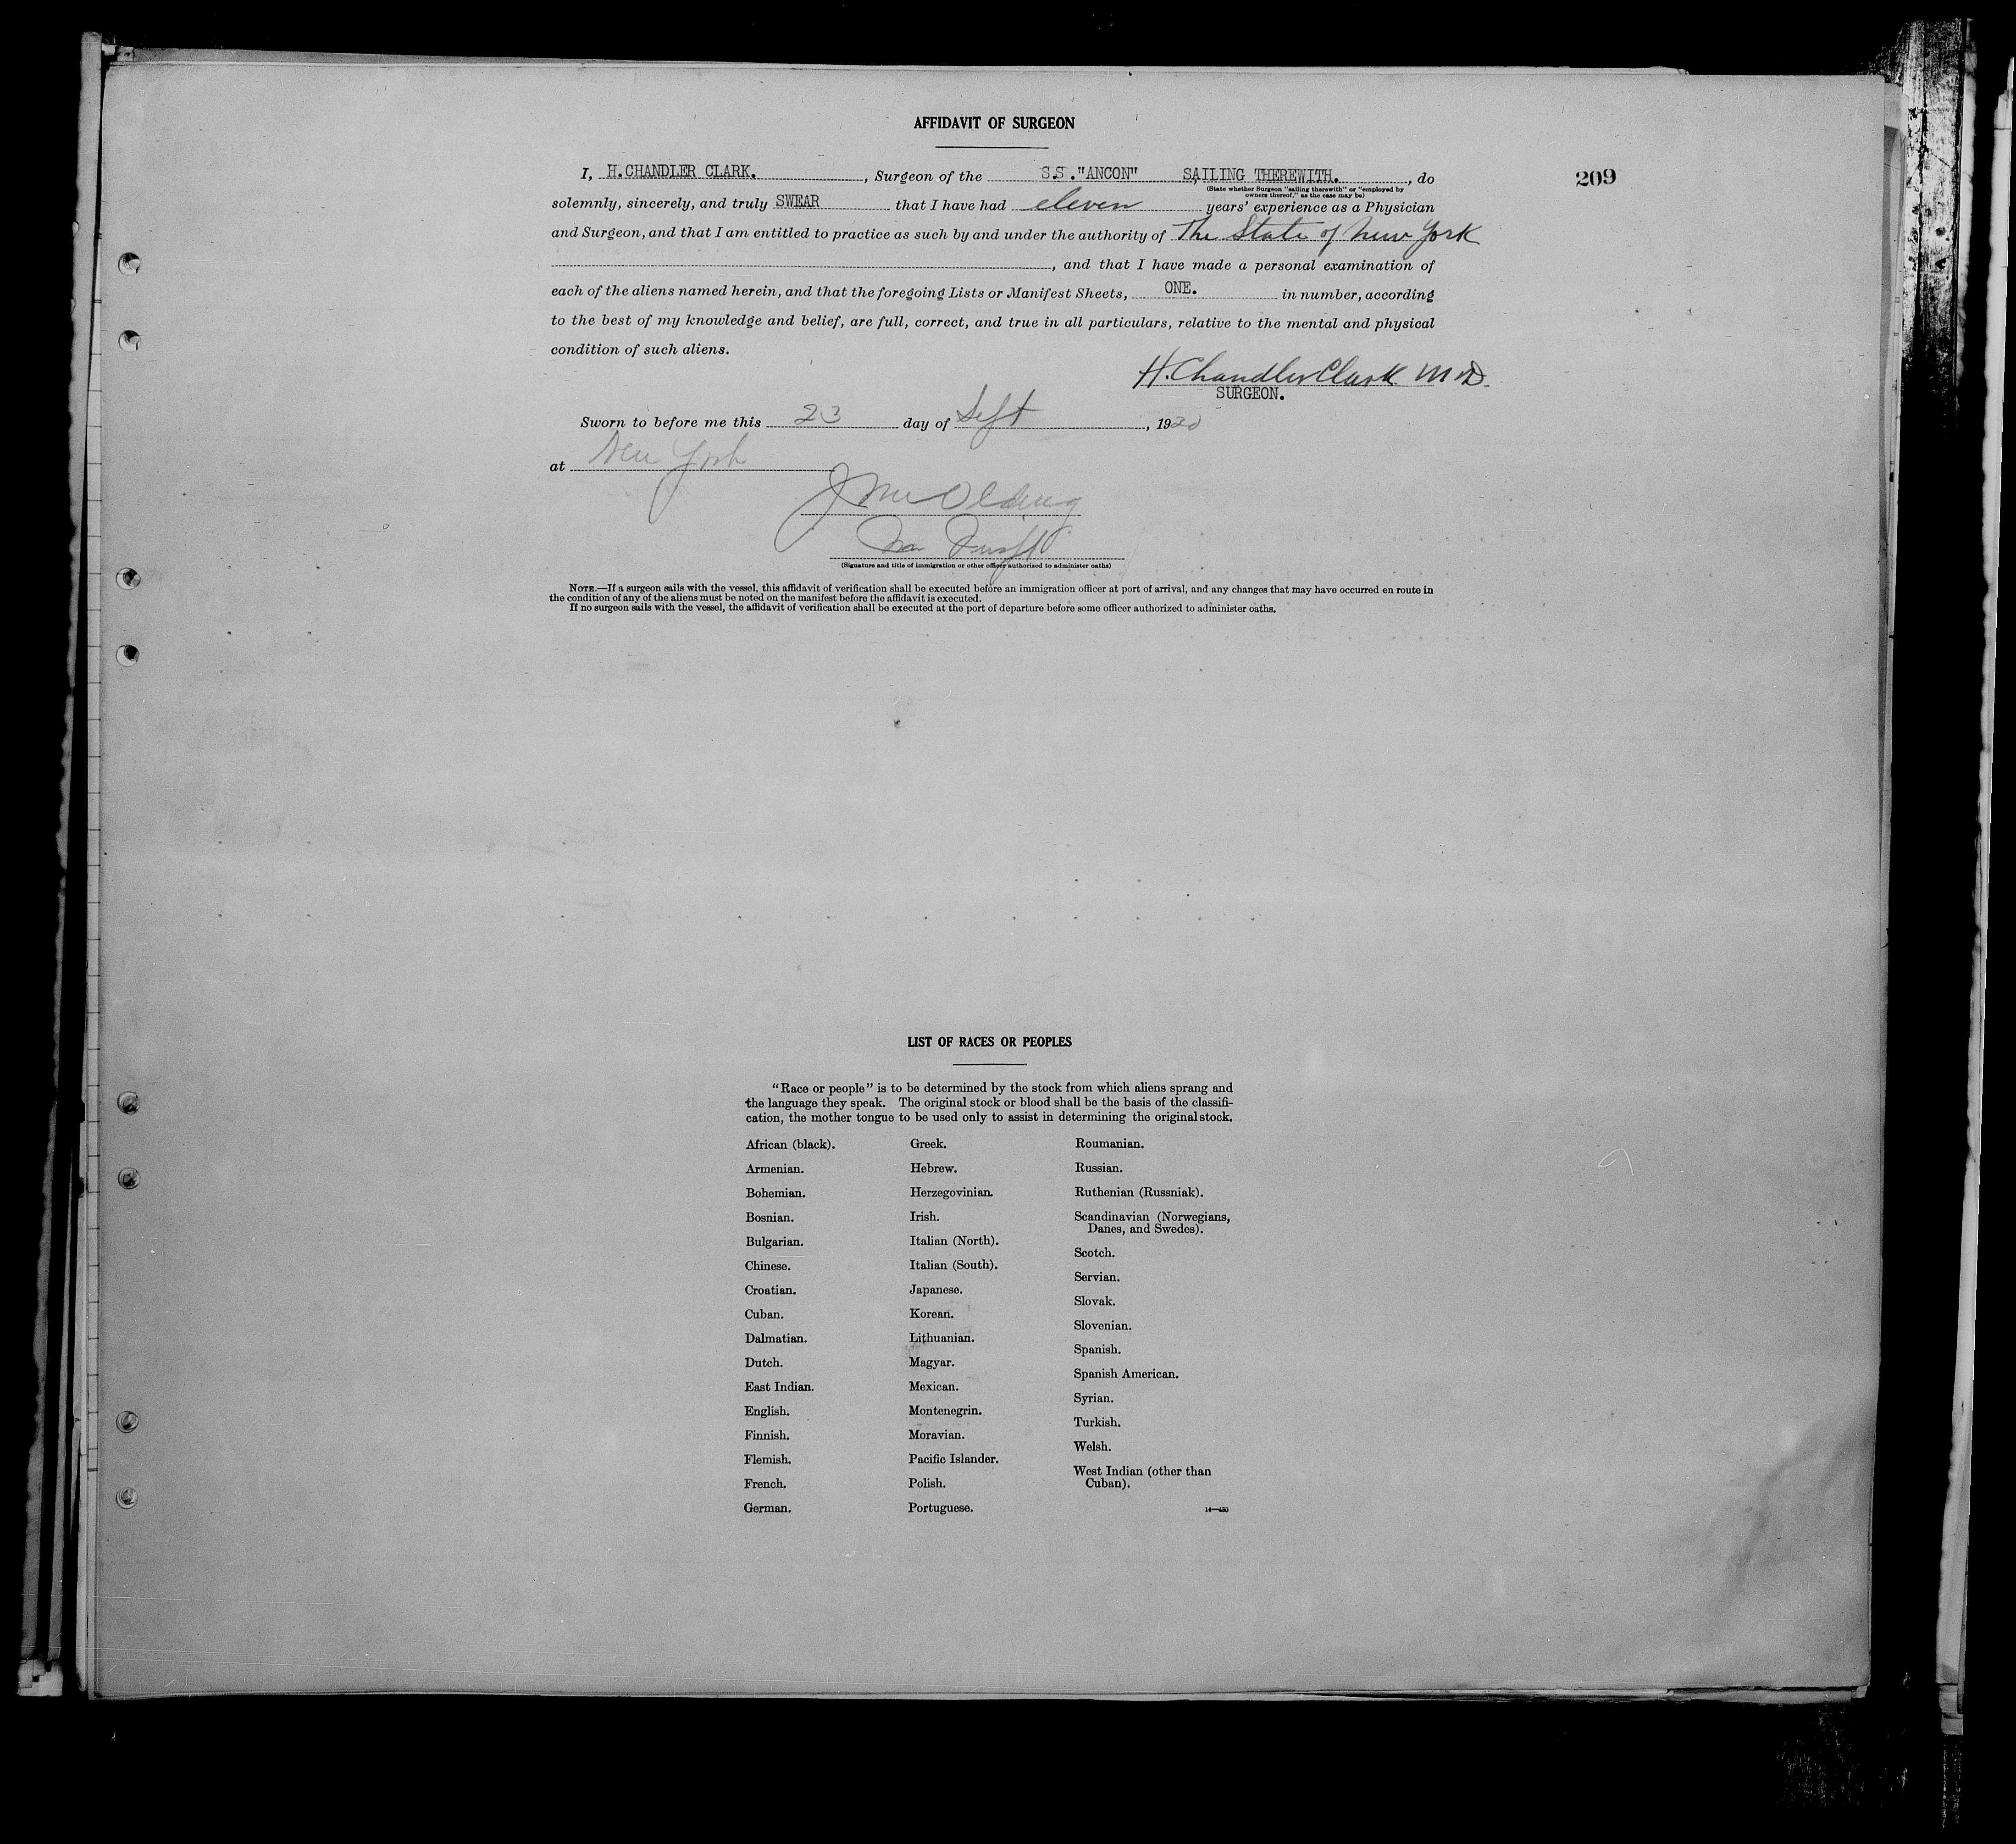 AFFIDAVIT OF SURGEON
209
I, H.CHANDLER CLARK. , Surgeon of the S.S."ANCON" SAILING THEREWITH. , do
(State whether Surgeon "sailing therewith" or "employed by
owners thereof," as the case may be)
solemnly, sincerely, and truly SWEAR that I have had eleven years' experience as a Physician
and Surgeon, and that I am entitled to practice as such by and under the authority of The State of New York
, and that I have made a personal examination of
each of the aliens named herein, and that the foregoing Lists or Manifest Sheets, ONE. in number, according
to the best of my knowledge and belief, are full, correct, and true in all particulars, relative to the mental and physical
condition of such aliens.
H. Chandler Clark M D.
SURGEON.
Sworn to before me this 23 day of Sept , 1920
at New York
(Signature and title of immigration or other officer authorized to administer oaths)
NOTE.—If a surgeon sails with the vessel, this affidavit of verification shall be executed before an immigration officer at port of arrival, and any changes that may have occurred en route in
the condition of any of the aliens must be noted on the manifest before the affidavit is executed.
If no surgeon sails with the vessel, the affidavit of verification shall be executed at the port of departure before some officer authorized to administer oaths.
LIST OF RACES OR PEOPLES
"Race or people" is to be determined by the stock from which aliens sprang and
the language they speak. The original stock or blood shall be the basis of the classifi-
cation, the mother tongue to be used only to assist in determining the original stock.
African (black).
Armenian.
Bohemian.
Bosnian.
Bulgarian.
Chinese.
Croatian.
Cuban.
Dalmatian.
Dutch.
East Indian.
English.
Finnish.
Flemish.
French.
German.
Greek.
Hebrew.
Herzegovinian.
Irish.
Italian (North).
Italian (South).
Japanese.
Korean.
Lithuanian.
Magyar.
Mexican.
Montenegrin.
Moravian.
Pacific Islander.
Polish.
Portuguese.
Roumanian.
Russian.
Ruthenian (Russniak).
Scandinavian (Norwegians,
Danes, and Swedes).
Scotch.
Servian.
Slovak.
Slovenian.
Spanish.
Spanish American.
Syrian.
Turkish.
Welsh.
West Indian (other than
Cuban).
14—430